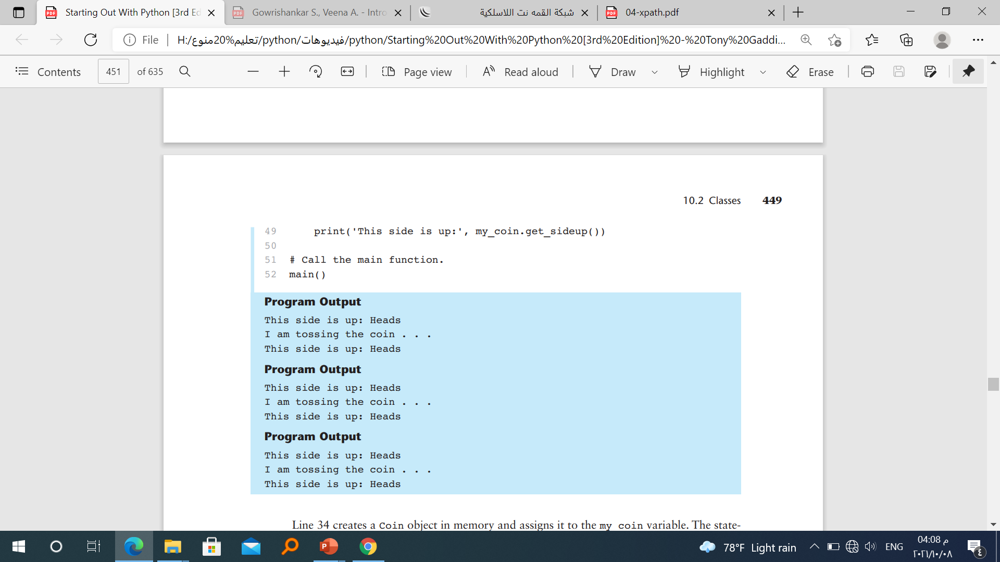 Starting Out With Python [3rd Ed
Gowrishankar S., Veena A. - Intro
شبكة القمه نت اللاسلكية
04-xpath.pdf
File
H:/تعليم%20منوع/python/فيديوهات/python/Starting%20Out%20With%20Python%20[3rd%20Edition]%20-%20Tony%20Gaddi...
Contents 451 of 635 Page view Read aloud Draw Highlight Erase
10.2 Classes 449
49 print('This side is up:', my_coin.get_sideup())
50
51 # Call the main function.
52 main()
Program Output
This side is up: Heads
I am tossing the coin . . .
This side is up: Heads
Program Output
This side is up: Heads
I am tossing the coin . . .
This side is up: Heads
Program Output
This side is up: Heads
I am tossing the coin . . .
This side is up: Heads
Line 34 creates a Coin object in memory and assigns it to the my coin variable. The state-
78°F Light rain
ENG
04:08 م
٢٠٢١/١٠/٠٨
٤